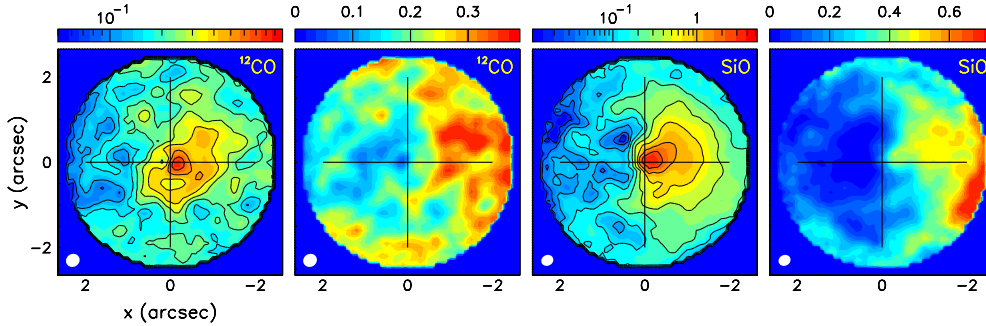 10⁻¹ 0 0.1 0.2 0.3 10⁻¹ 1 0 0.2 0.4 0.6
¹²CO ¹²CO SiO SiO
2
0
−2
y (arcsec)
2 0 −2 2 0 −2 2 0 −2 2 0 −2
x (arcsec)